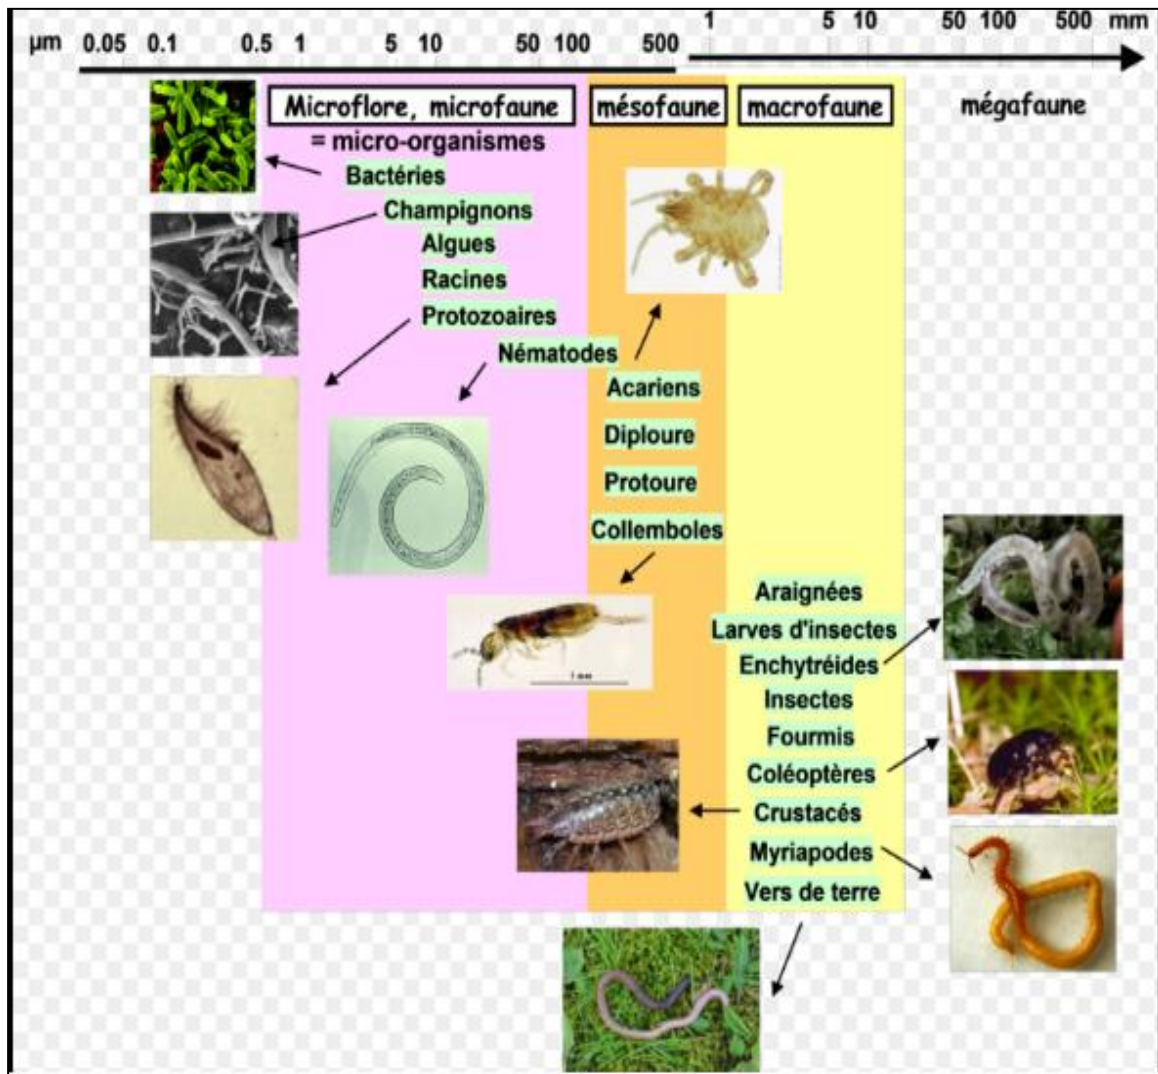 1 5 10 50 100 500 mm
µm 0.05 0.1 0.5 1 5 10 50 100 500
Microflore, microfaune
= micro-organismes
mésofaune
macrofaune
mégafaune
Bactéries
Champignons
Algues
Racines
Protozoaires
Nématodes
Acariens
Diploure
Protoure
Collemboles
1 mm
Araignées
Larves d'insectes
Enchytréides
Insectes
Fourmis
Coléoptères
Crustacés
Myriapodes
Vers de terre